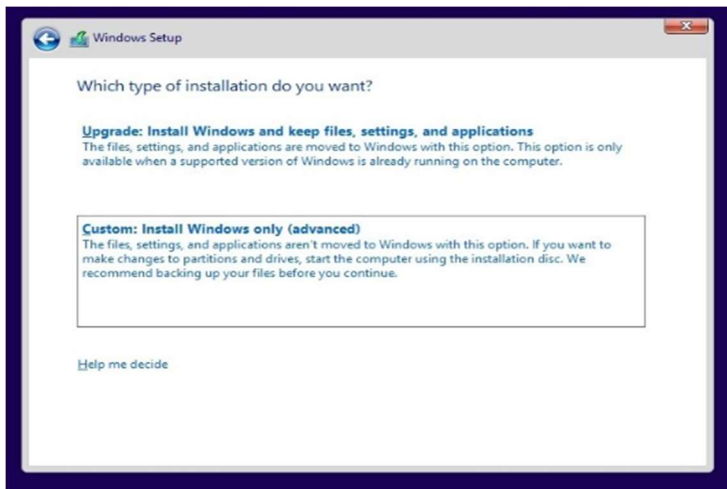 Windows Setup
Which type of installation do you want?
Upgrade: Install Windows and keep files, settings, and applications
The files, settings, and applications are moved to Windows with this option. This option is only
available when a supported version of Windows is already running on the computer.
Custom: Install Windows only (advanced)
The files, settings, and applications aren't moved to Windows with this option. If you want to
make changes to partitions and drives, start the computer using the installation disc. We
recommend backing up your files before you continue.
Help me decide